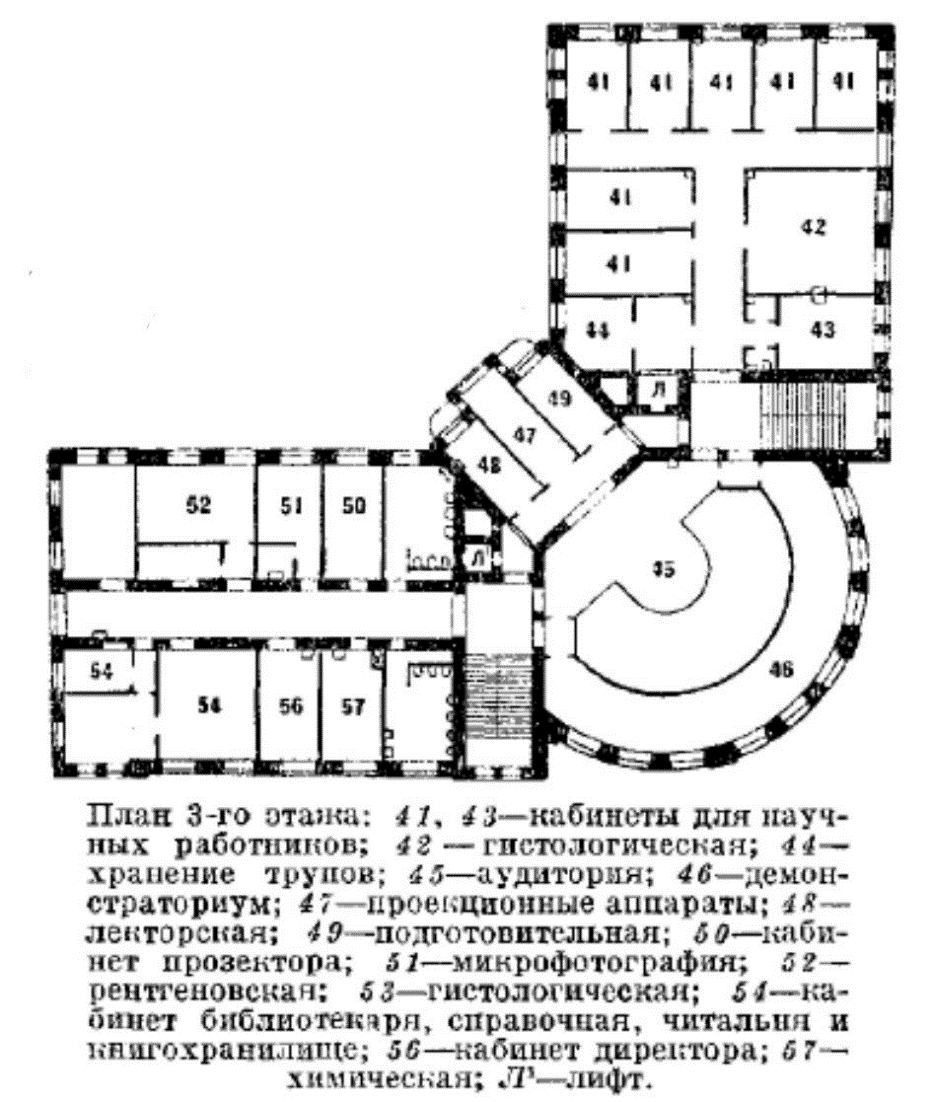 41 41 41 41 41
41
42
41
44
43
Л
49
47
48
52 51 50
Л
45
46
54
54 56 57
План 3-го этажа: 41, 43—кабинеты для науч-
ных работников; 42—гистологическая; 44—
хранение трупов; 45—аудитория; 46—демон-
страториум; 47—проекционные аппараты; 48—
лекторская; 49—подготовительная; 50—каби-
нет прозектора; 51—микрофотография; 52—
рентгеновская; 53—гистологическая; 54—ка-
бинет библиотекаря, справочная, читальня и
книгохранилище; 56—кабинет директора; 57—
химическая; Л—лифт.